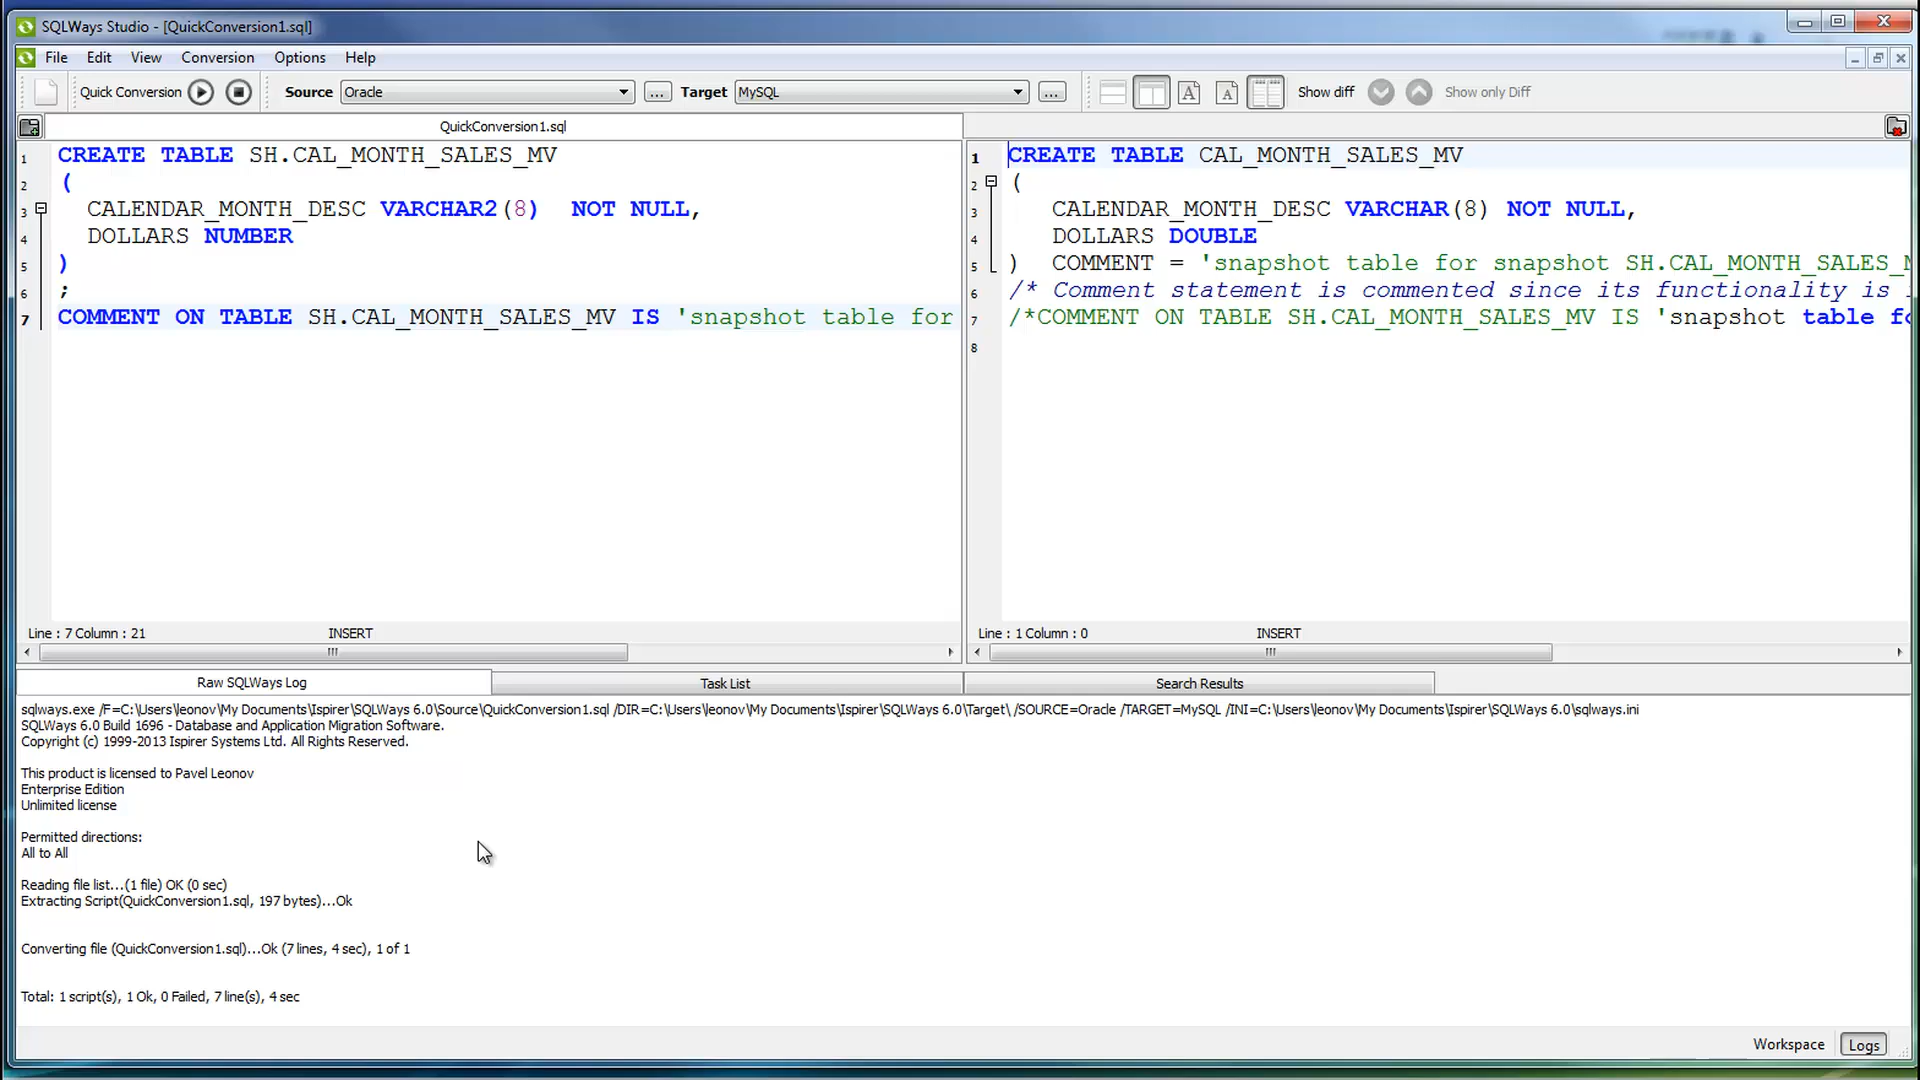 SQLWays Studio - [QuickConversion1.sql]
File Edit View Conversion Options Help
Quick Conversion Source Oracle ... Target MySQL ... A A Show diff Show only Diff
QuickConversion1.sql
1 CREATE TABLE SH.CAL_MONTH_SALES_MV
2 (
3 CALENDAR_MONTH_DESC VARCHAR2(8) NOT NULL,
4 DOLLARS NUMBER
5 )
6 ;
7 COMMENT ON TABLE SH.CAL_MONTH_SALES_MV IS 'snapshot table for
Line : 7 Column : 21 INSERT
1 CREATE TABLE CAL_MONTH_SALES_MV
2 (
3 CALENDAR_MONTH_DESC VARCHAR(8) NOT NULL,
4 DOLLARS DOUBLE
5 ) COMMENT = 'snapshot table for snapshot SH.CAL_MONTH_SALES_
6 /* Comment statement is commented since its functionality is
7 /*COMMENT ON TABLE SH.CAL_MONTH_SALES_MV IS 'snapshot table fo
8
Line : 1 Column : 0 INSERT
Raw SQLWays Log Task List Search Results
sqlways.exe /F=C:\Users\leonov\My Documents\Ispirer\SQLWays 6.0\Source\QuickConversion1.sql /DIR=C:\Users\leonov\My Documents\Ispirer\SQLWays 6.0\Target\ /SOURCE=Oracle /TARGET=MySQL /INI=C:\Users\leonov\My Documents\Ispirer\SQLWays 6.0\sqlways.ini
SQLWays 6.0 Build 1696 - Database and Application Migration Software.
Copyright (c) 1999-2013 Ispirer Systems Ltd. All Rights Reserved.
This product is licensed to Pavel Leonov
Enterprise Edition
Unlimited license
Permitted directions:
All to All
Reading file list...(1 file) OK (0 sec)
Extracting Script(QuickConversion1.sql, 197 bytes)...Ok
Converting file (QuickConversion1.sql)...Ok (7 lines, 4 sec), 1 of 1
Total: 1 script(s), 1 Ok, 0 Failed, 7 line(s), 4 sec
Workspace Logs